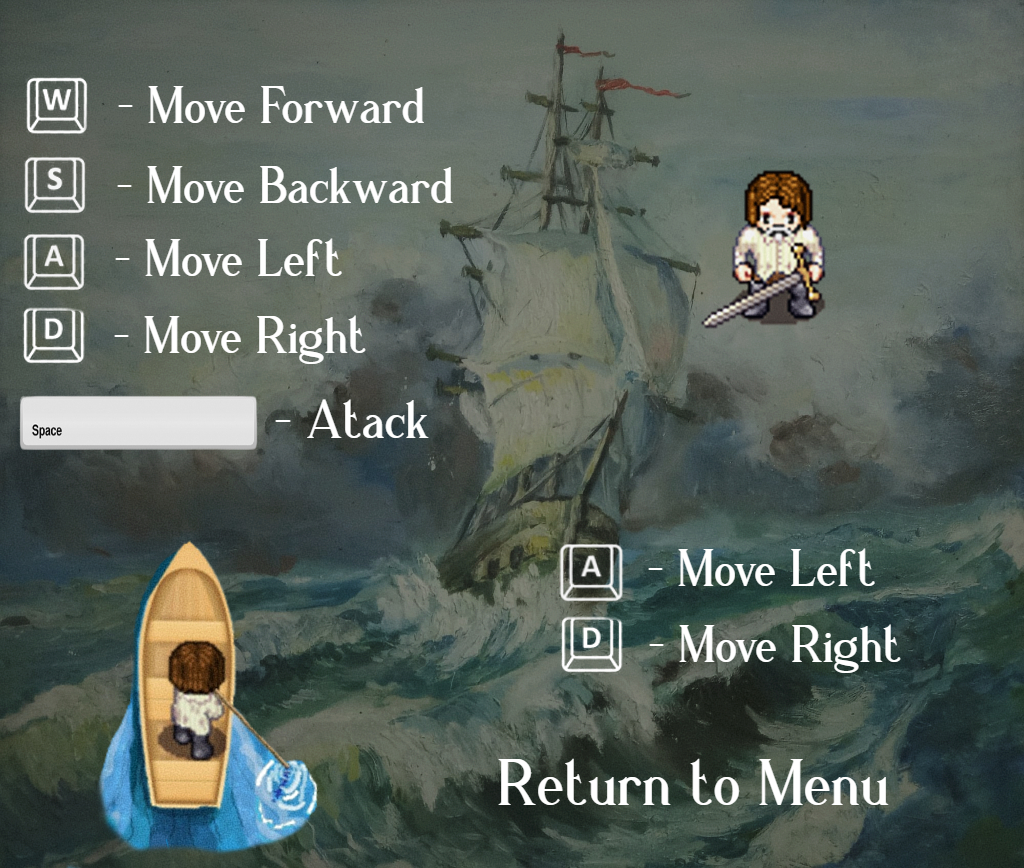 W - Move Forward
S - Move Backward
A - Move Left
D - Move Right
Space - Atack
A - Move Left
D - Move Right
Return to Menu